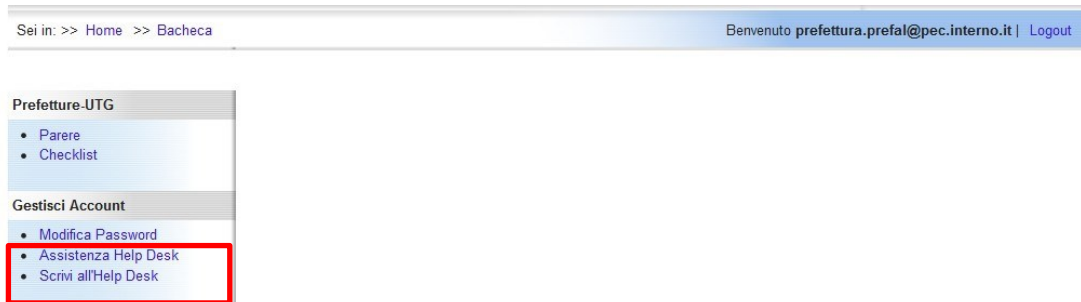 Sei in: >> Home >> Bacheca
Benvenuto prefettura.prefal@pec.interno.it | Logout
Prefetture-UTG
• Parere
• Checklist
Gestisci Account
• Modifica Password
• Assistenza Help Desk
• Scrivi all'Help Desk